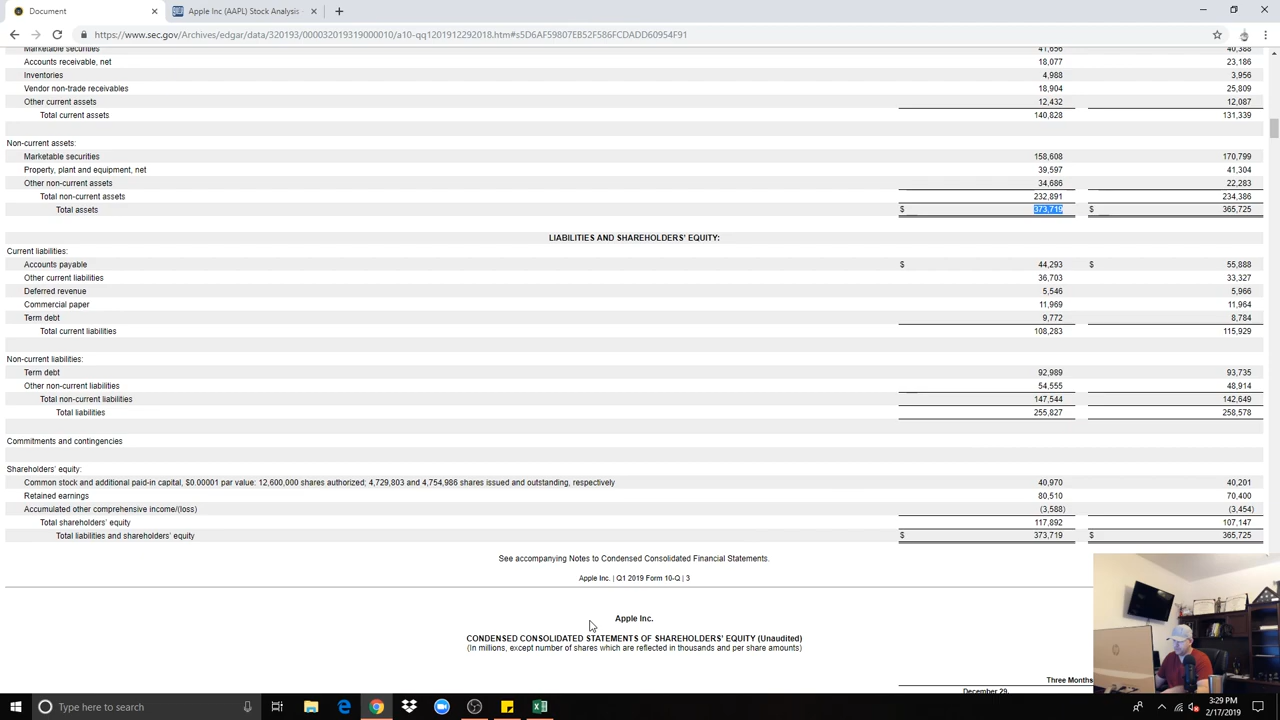 Document
Apple Inc (AAPL) Stock Analysis -
https://www.sec.gov/Archives/edgar/data/320193/000032019319000010/a10-qq1201912292018.htm#s5D6AF59807EB52F586FCDADD60954F91
Marketable securities 41,656 40,388
Accounts receivable, net 18,077 23,186
Inventories 4,988 3,956
Vendor non-trade receivables 18,904 25,809
Other current assets 12,432 12,087
Total current assets 140,828 131,339
Non-current assets:
Marketable securities 158,608 170,799
Property, plant and equipment, net 39,597 41,304
Other non-current assets 34,686 22,283
Total non-current assets 232,891 234,386
Total assets $ 373,719 $ 365,725
LIABILITIES AND SHAREHOLDERS' EQUITY:
Current liabilities:
Accounts payable $ 44,293 $ 55,888
Other current liabilities 36,703 33,327
Deferred revenue 5,546 5,966
Commercial paper 11,969 11,964
Term debt 9,772 8,784
Total current liabilities 108,283 115,929
Non-current liabilities:
Term debt 92,989 93,735
Other non-current liabilities 54,555 48,914
Total non-current liabilities 147,544 142,649
Total liabilities 255,827 258,578
Commitments and contingencies
Shareholders' equity:
Common stock and additional paid-in capital, $0.00001 par value: 12,600,000 shares authorized; 4,729,803 and 4,754,986 shares issued and outstanding, respectively 40,970 40,201
Retained earnings 80,510 70,400
Accumulated other comprehensive income/(loss) (3,588) (3,454)
Total shareholders' equity 117,892 107,147
Total liabilities and shareholders' equity $ 373,719 $ 365,725
See accompanying Notes to Condensed Consolidated Financial Statements.
Apple Inc. | Q1 2019 Form 10-Q | 3
Apple Inc.
CONDENSED CONSOLIDATED STATEMENTS OF SHAREHOLDERS' EQUITY (Unaudited)
(In millions, except number of shares which are reflected in thousands and per share amounts)
Three Months
December 29,
Type here to search
3:29 PM
2/17/2019